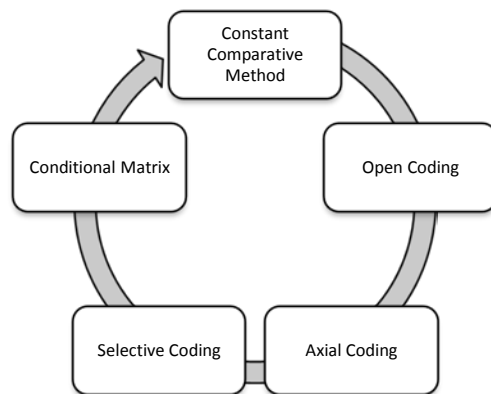 Constant
Comparative
Method
Conditional Matrix
Open Coding
Selective Coding
Axial Coding